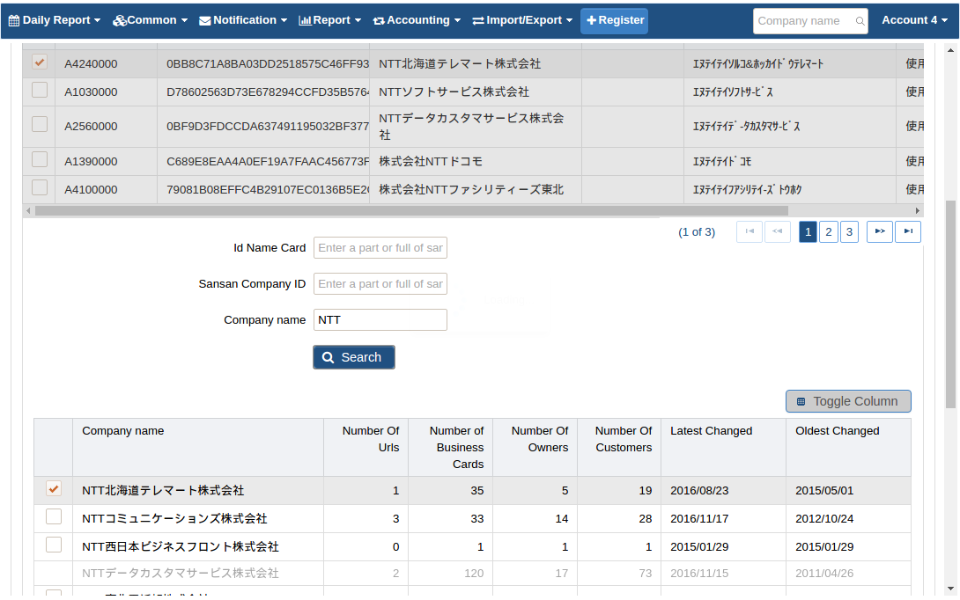 Daily Report Common Notification Report Accounting Import/Export Register Company name Account 4
A4240000 0BB8C71A8BA03DD2518575C46FF93 NTT北海道テレマート株式会社 ｴﾇﾃｲﾃｲｿﾙｺ&ﾎｯｶｲﾄﾞｳﾃﾚﾏｰﾄ 使用
A1030000 D78602563D73E678294CCFD35B576 NTTソフトサービス株式会社 ｴﾇﾃｲﾃｲｿﾌﾄｻｰﾋﾞｽ 使用
A2560000 0BF9D3FDCCDA637491195032BF377 NTTデータカスタマサービス株式会
社 ｴﾇﾃｲﾃｲﾃﾞｰﾀｶｽﾀﾏｻｰﾋﾞｽ 使用
A1390000 C689E8EAA4A0EF19A7FAAC456773F 株式会社NTTドコモ ｴﾇﾃｲﾃｲﾄﾞｺﾓ 使用
A4100000 79081B08EFFC4B29107EC0136B5E2 株式会社NTTファシリティーズ東北 ｴﾇﾃｲﾃｲﾌｱｼﾘﾃｲｰｽﾞﾄｳﾎｸ 使用
(1 of 3) 1 2 3
Id Name Card Enter a part or full of sar
Sansan Company ID Enter a part or full of sar
Company name NTT
Search
Toggle Column
Company name Number Of Urls Number of Business Cards Number Of Owners Number Of Customers Latest Changed Oldest Changed
NTT北海道テレマート株式会社 1 35 5 19 2016/08/23 2015/05/01
NTTコミュニケーションズ株式会社 3 33 14 28 2016/11/17 2012/10/24
NTT西日本ビジネスフロント株式会社 0 1 1 1 2015/01/29 2015/01/29
NTTデータカスタマサービス株式会社 2 120 17 73 2016/11/15 2011/04/26